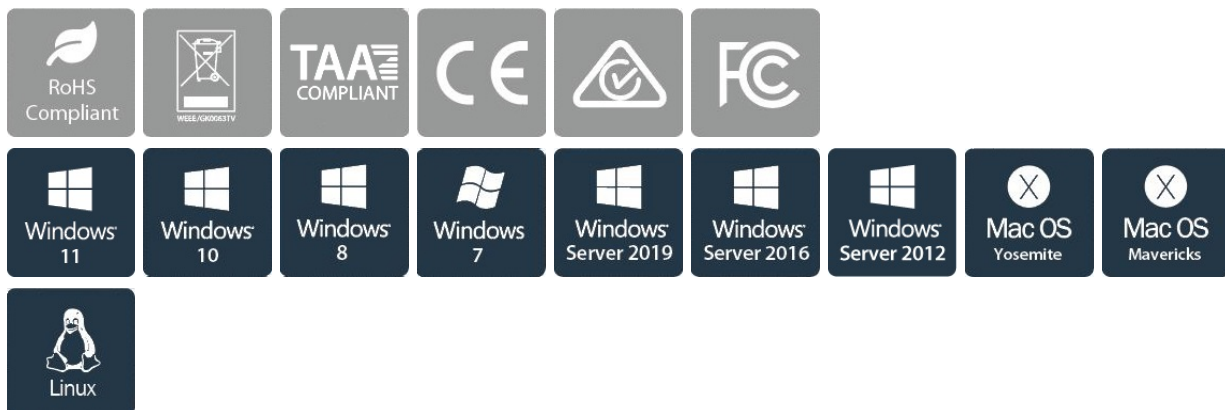 RoHS
Compliant
WEEE/GK0063TV
TAA
COMPLIANT
CE
FC
Windows
11
Windows
10
Windows
8
Windows
7
Windows
Server 2019
Windows
Server 2016
Windows
Server 2012
X
Mac OS
Yosemite
X
Mac OS
Mavericks
Linux